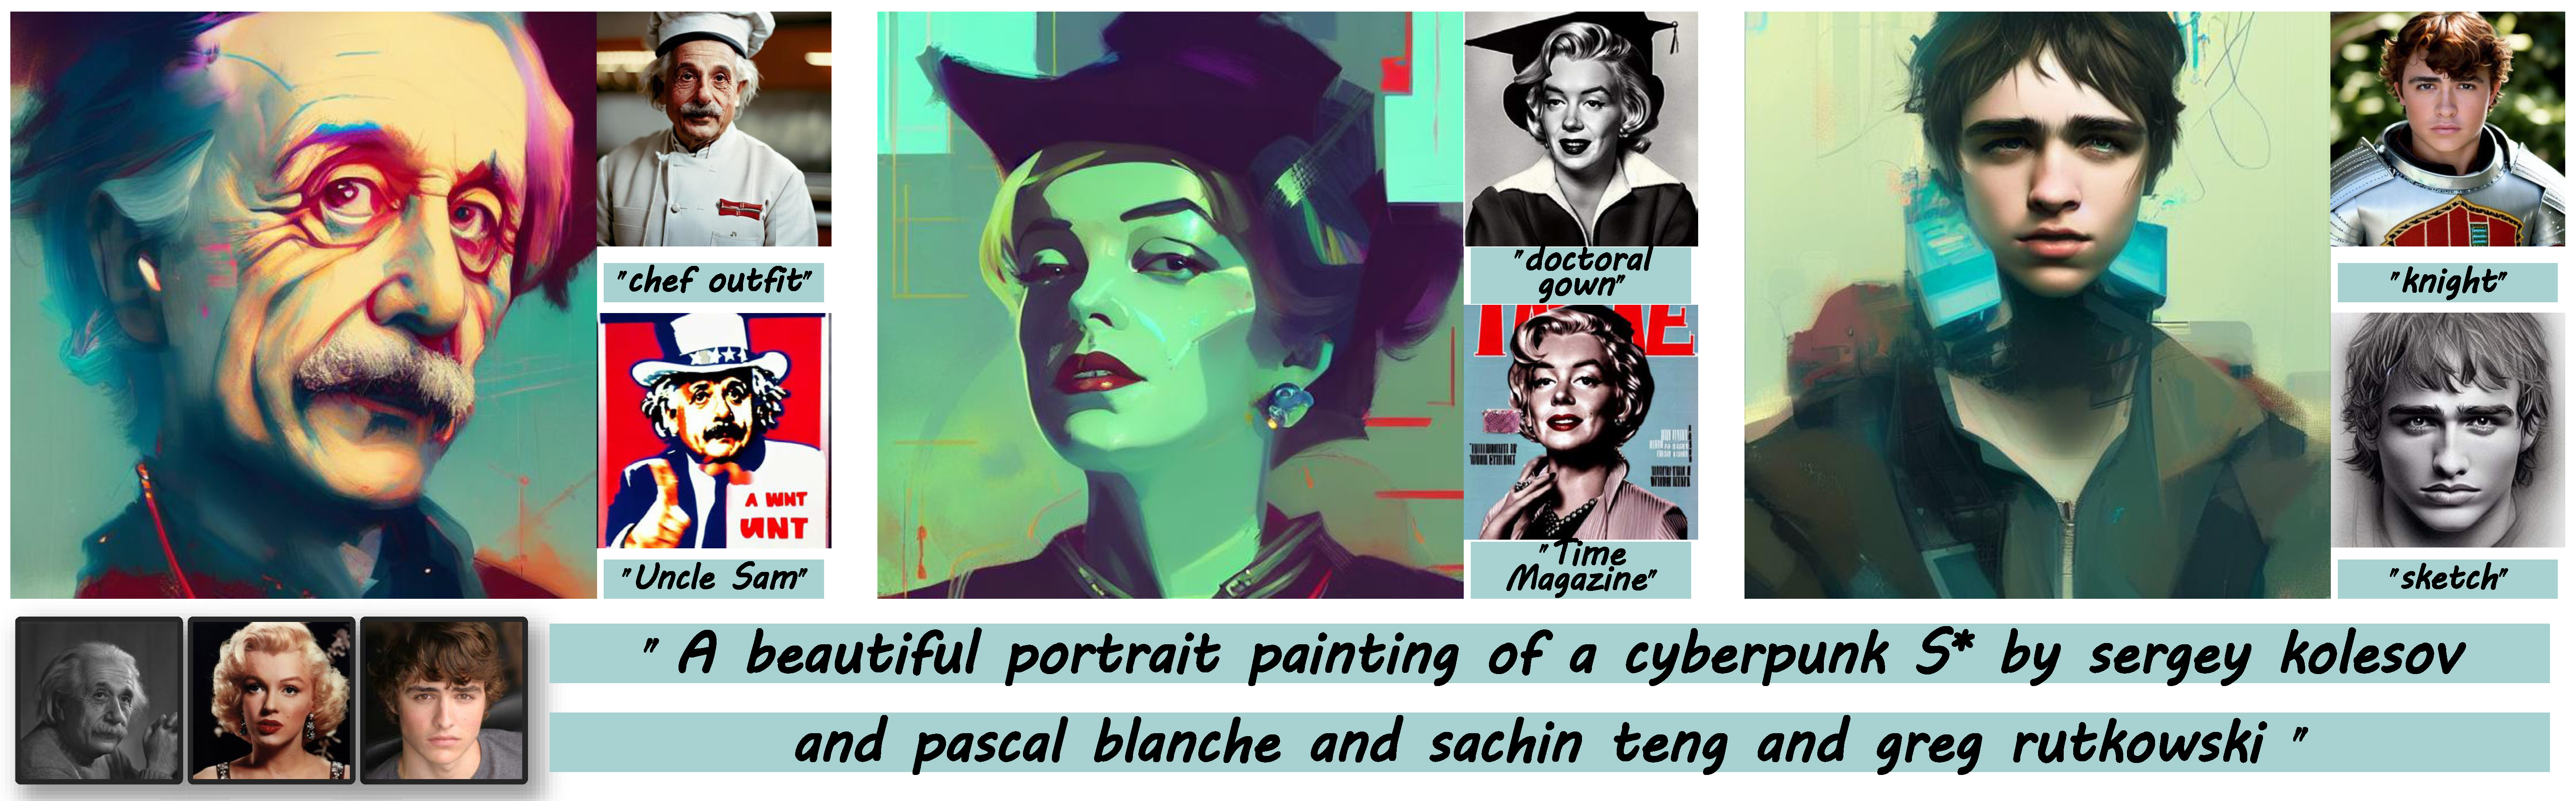 "chef outfit"
A WNT
UNT
"Uncle Sam"
"doctoral
gown"
"Time
Magazine"
"knight"
"sketch"
" A beautiful portrait painting of a cyberpunk S* by sergey kolesov
and pascal blanche and sachin teng and greg rutkowski "